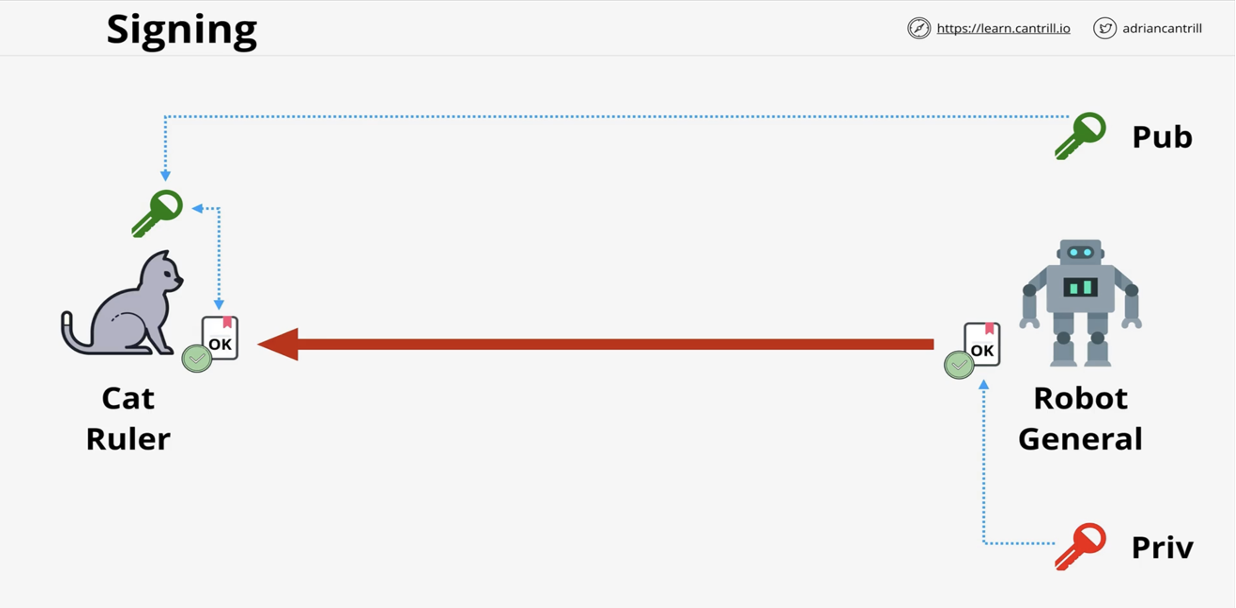 Signing
https://learn.cantrill.io
adriancantrill
Pub
OK
OK
Cat
Ruler
Robot
General
Priv